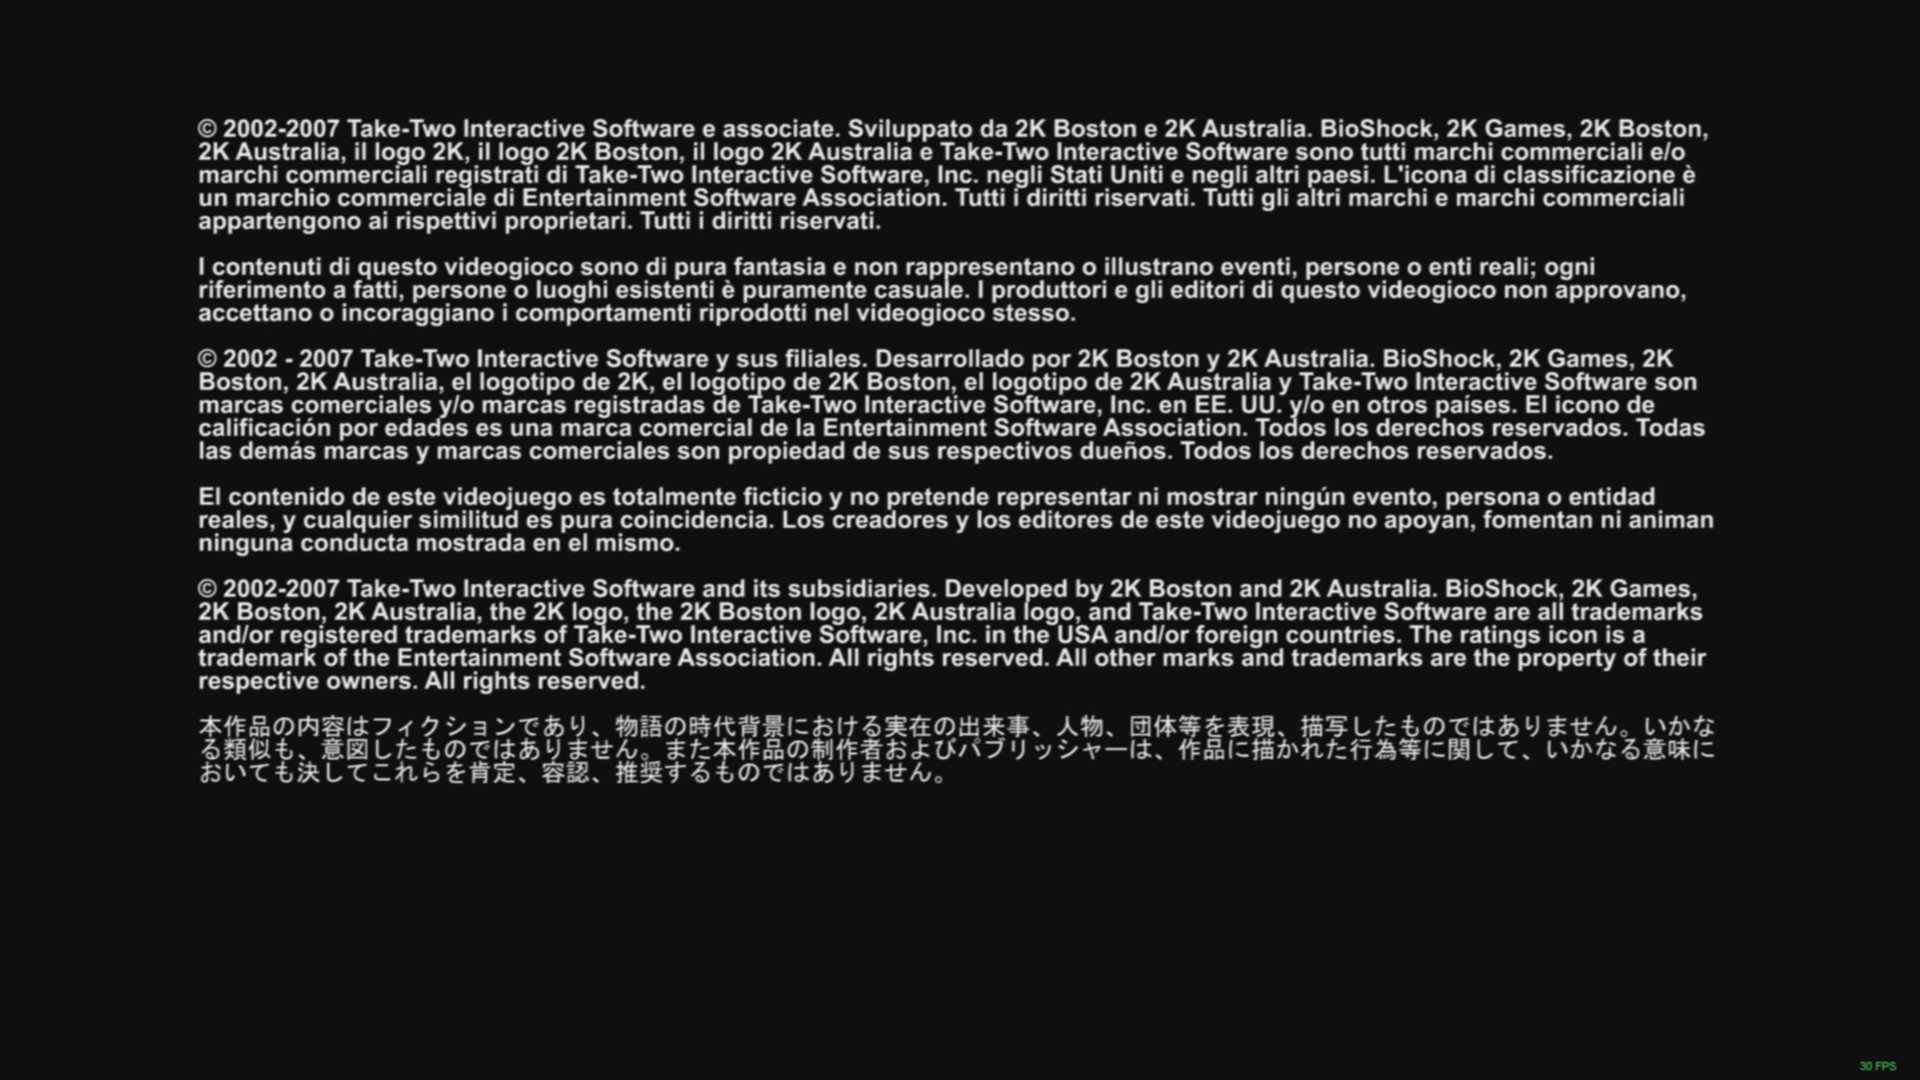 © 2002-2007 Take-Two Interactive Software e associate. Sviluppato da 2K Boston e 2K Australia. BioShock, 2K Games, 2K Boston,
2K Australia, il logo 2K, il logo 2K Boston, il logo 2K Australia e Take-Two Interactive Software sono tutti marchi commerciali e/o
marchi commerciali registrati di Take-Two Interactive Software, Inc. negli Stati Uniti e negli altri paesi. L'icona di classificazione è
un marchio commerciale di Entertainment Software Association. Tutti i diritti riservati. Tutti gli altri marchi e marchi commerciali
appartengono ai rispettivi proprietari. Tutti i diritti riservati.
I contenuti di questo videogioco sono di pura fantasia e non rappresentano o illustrano eventi, persone o enti reali; ogni
riferimento a fatti, persone o luoghi esistenti è puramente casuale. I produttori e gli editori di questo videogioco non approvano,
accettano o incoraggiano i comportamenti riprodotti nel videogioco stesso.
© 2002 - 2007 Take-Two Interactive Software y sus filiales. Desarrollado por 2K Boston y 2K Australia. BioShock, 2K Games, 2K
Boston, 2K Australia, el logotipo de 2K, el logotipo de 2K Boston, el logotipo de 2K Australia y Take-Two Interactive Software son
marcas comerciales y/o marcas registradas de Take-Two Interactive Software, Inc. en EE. UU. y/o en otros países. El icono de
calificación por edades es una marca comercial de la Entertainment Software Association. Todos los derechos reservados. Todas
las demás marcas y marcas comerciales son propiedad de sus respectivos dueños. Todos los derechos reservados.
El contenido de este videojuego es totalmente ficticio y no pretende representar ni mostrar ningún evento, persona o entidad
reales, y cualquier similitud es pura coincidencia. Los creadores y los editores de este videojuego no apoyan, fomentan ni animan
ninguna conducta mostrada en el mismo.
© 2002-2007 Take-Two Interactive Software and its subsidiaries. Developed by 2K Boston and 2K Australia. BioShock, 2K Games,
2K Boston, 2K Australia, the 2K logo, the 2K Boston logo, 2K Australia logo, and Take-Two Interactive Software are all trademarks
and/or registered trademarks of Take-Two Interactive Software, Inc. in the USA and/or foreign countries. The ratings icon is a
trademark of the Entertainment Software Association. All rights reserved. All other marks and trademarks are the property of their
respective owners. All rights reserved.
本作品の内容はフィクションであり、物語の時代背景における実在の出来事、人物、団体等を表現、描写したものではありません。いかな
る類似も、意図したものではありません。また本作品の制作者およびパブリッシャーは、作品に描かれた行為等に関して、いかなる意味に
おいても決してこれらを肯定、容認、推奨するものではありません。
30 FPS